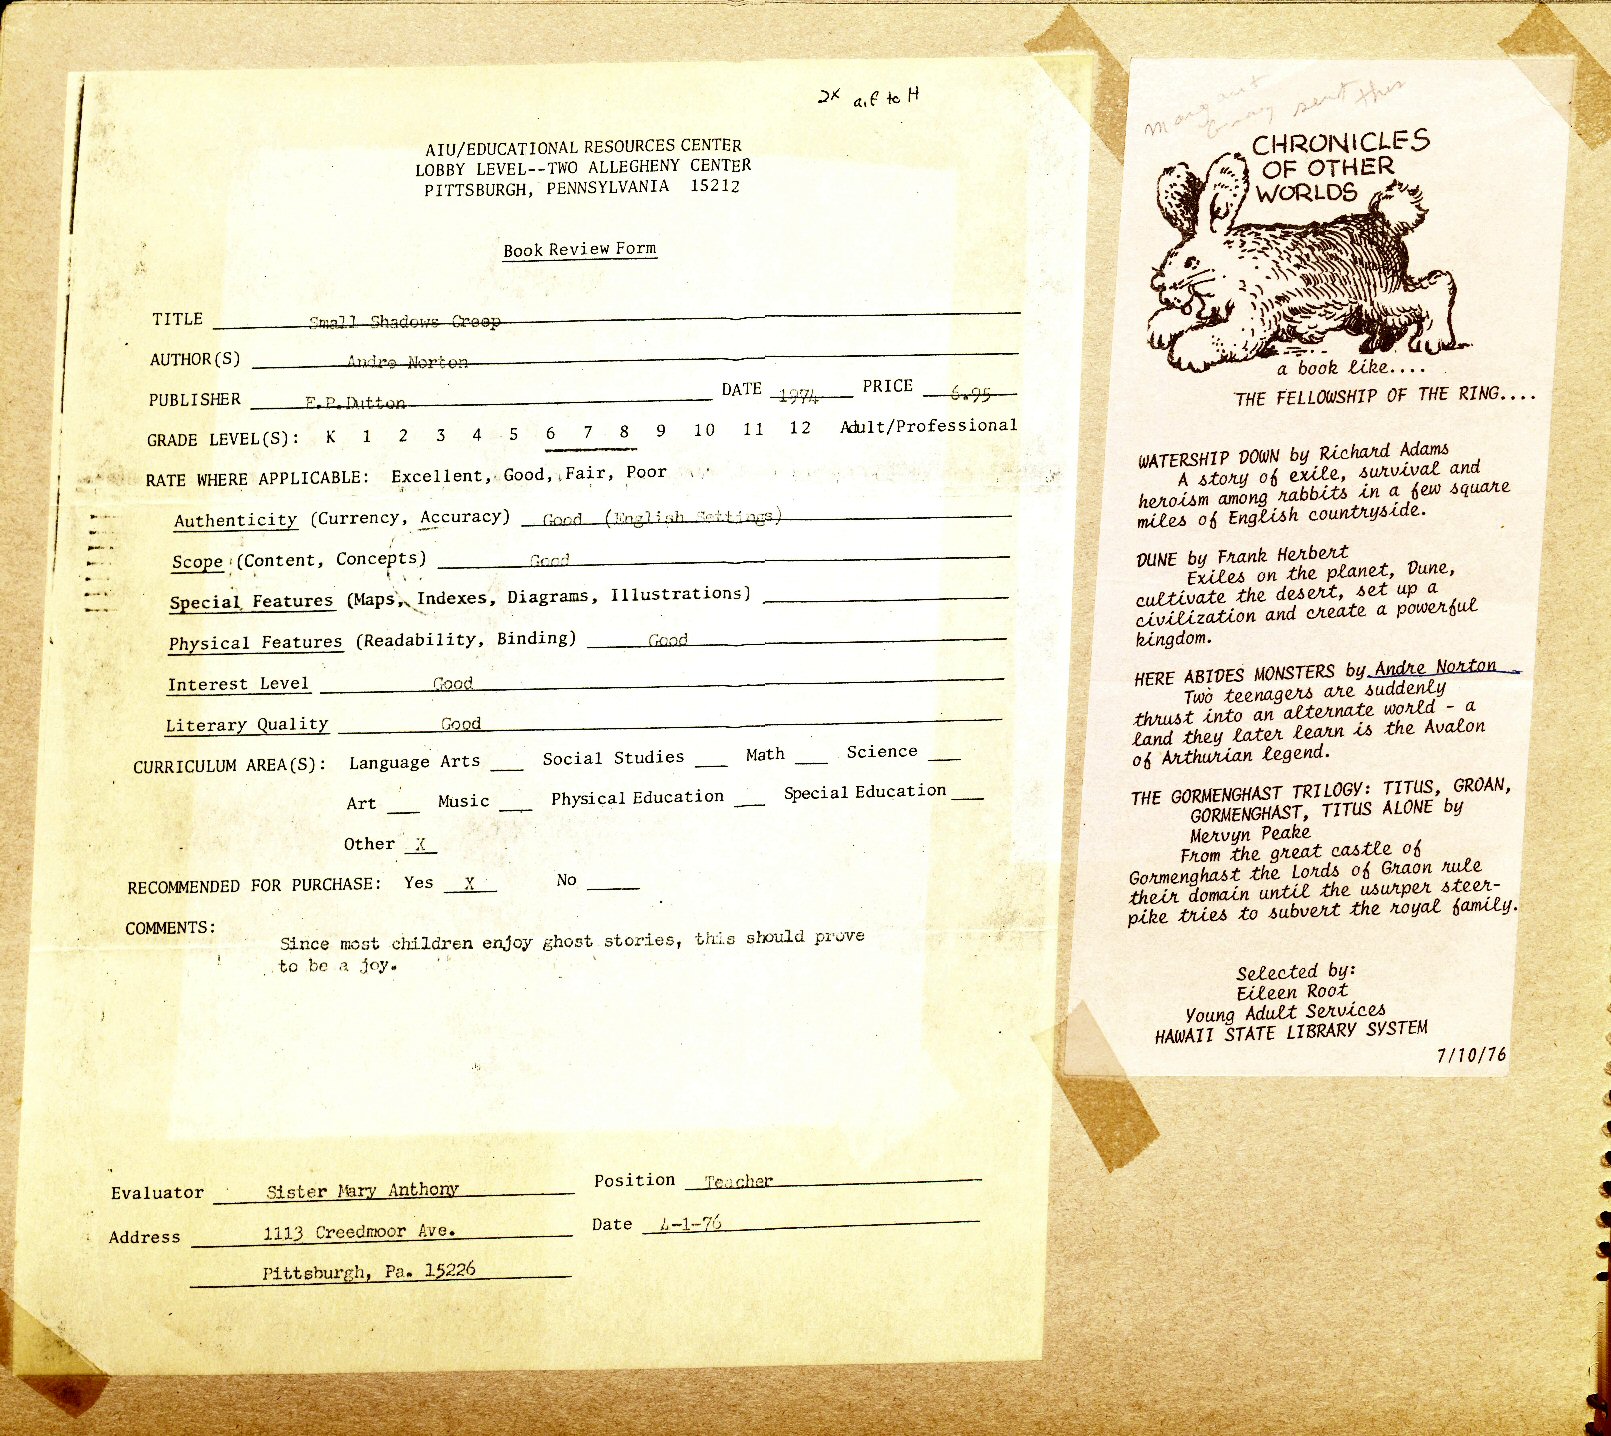 2x a.f to H
AIU/EDUCATIONAL RESOURCES CENTER
LOBBY LEVEL--TWO ALLEGHENY CENTER
PITTSBURGH, PENNSYLVANIA 15212
Book Review Form
TITLE Small Shadows Creep
AUTHOR(S) Andre Norton
PUBLISHER E.P.Dutton DATE 1974 PRICE 6.95
GRADE LEVEL(S): K 1 2 3 4 5 6 7 8 9 10 11 12 Adult/Professional
RATE WHERE APPLICABLE: Excellent, Good, Fair, Poor
Authenticity (Currency, Accuracy) Good (English Settings)
Scope (Content, Concepts) Good
Special Features (Maps, Indexes, Diagrams, Illustrations)
Physical Features (Readability, Binding) Good
Interest Level Good
Literary Quality Good
CURRICULUM AREA(S): Language Arts ___ Social Studies ___ Math ___ Science ___
Art ___ Music ___ Physical Education ___ Special Education ___
Other X
RECOMMENDED FOR PURCHASE: Yes X No ____
COMMENTS:
Since most children enjoy ghost stories, this should prove
to be a joy.
Evaluator Sister Mary Anthony Position Teacher
Address 1113 Creedmoor Ave. Date 4-1-76
Pittsburgh, Pa. 15226
sent this
CHRONICLES
OF OTHER
WORLDS
a book like....
THE FELLOWSHIP OF THE RING....
WATERSHIP DOWN by Richard Adams
A story of exile, survival and
heroism among rabbits in a few square
miles of English countryside.
DUNE by Frank Herbert
Exiles on the planet, Dune,
cultivate the desert, set up a
civilization and create a powerful
kingdom.
HERE ABIDES MONSTERS by Andre Norton
Two teenagers are suddenly
thrust into an alternate world - a
land they later learn is the Avalon
of Arthurian legend.
THE GORMENGHAST TRILOGY: TITUS, GROAN,
GORMENGHAST, TITUS ALONE by
Mervyn Peake
From the great castle of
Gormenghast the Lords of Graon rule
their domain until the usurper steer-
pike tries to subvert the royal family.
Selected by:
Eileen Root
Young Adult Services
HAWAII STATE LIBRARY SYSTEM
7/10/76